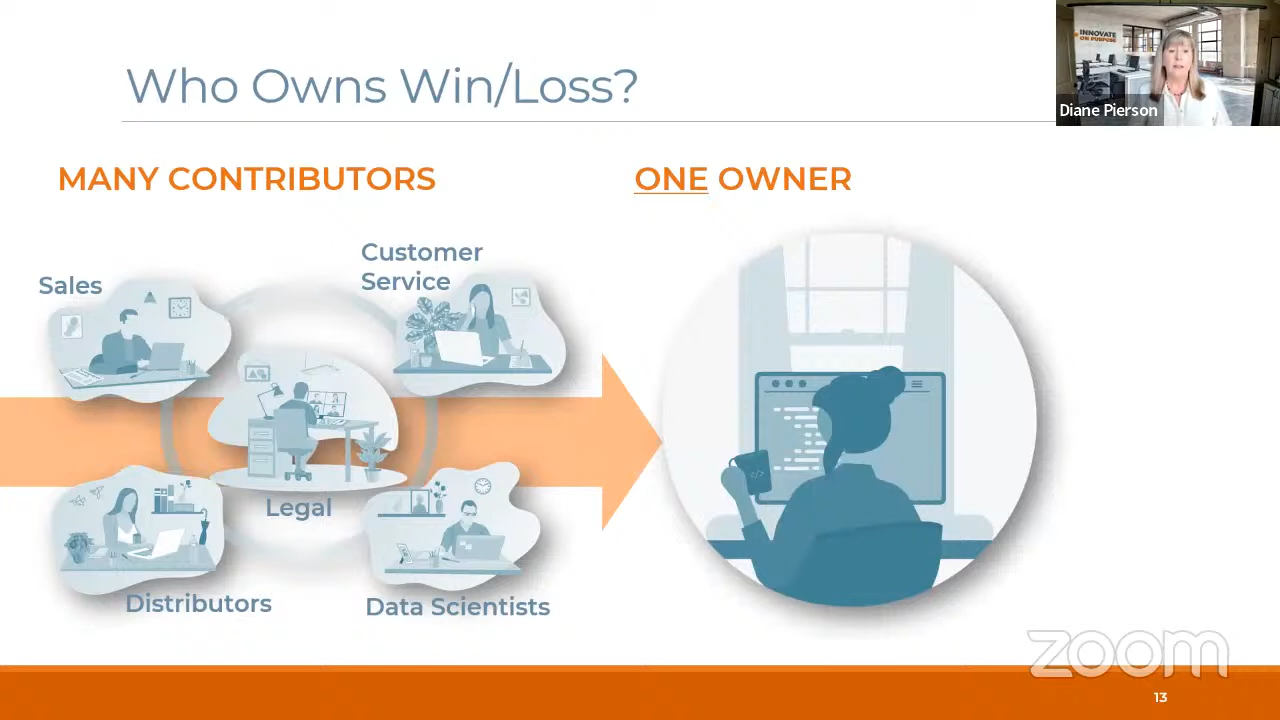 Who Owns Win/Loss?
INNOVATE
ON PURPOSE
Diane Pierson
MANY CONTRIBUTORS
ONE OWNER
Customer
Service
Sales
Legal
Distributors
Data Scientists
</>
zoom
13